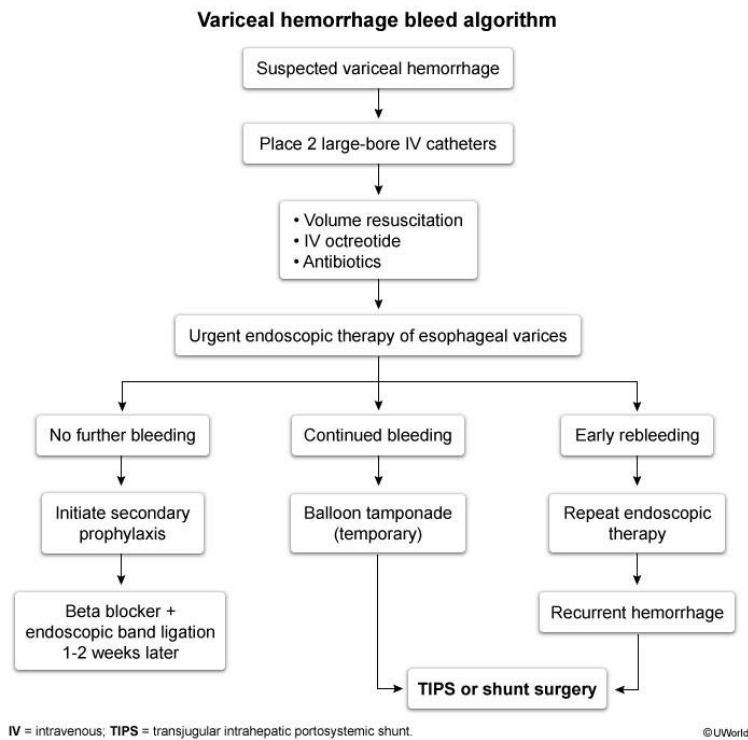 Variceal hemorrhage bleed algorithm
Suspected variceal hemorrhage
Place 2 large-bore IV catheters
• Volume resuscitation
• IV octreotide
• Antibiotics
Urgent endoscopic therapy of esophageal varices
No further bleeding
Continued bleeding
Early rebleeding
Initiate secondary
prophylaxis
Balloon tamponade
(temporary)
Repeat endoscopic
therapy
Beta blocker +
endoscopic band ligation
1-2 weeks later
Recurrent hemorrhage
TIPS or shunt surgery
IV = intravenous; TIPS = transjugular intrahepatic portosystemic shunt.
©UWorld